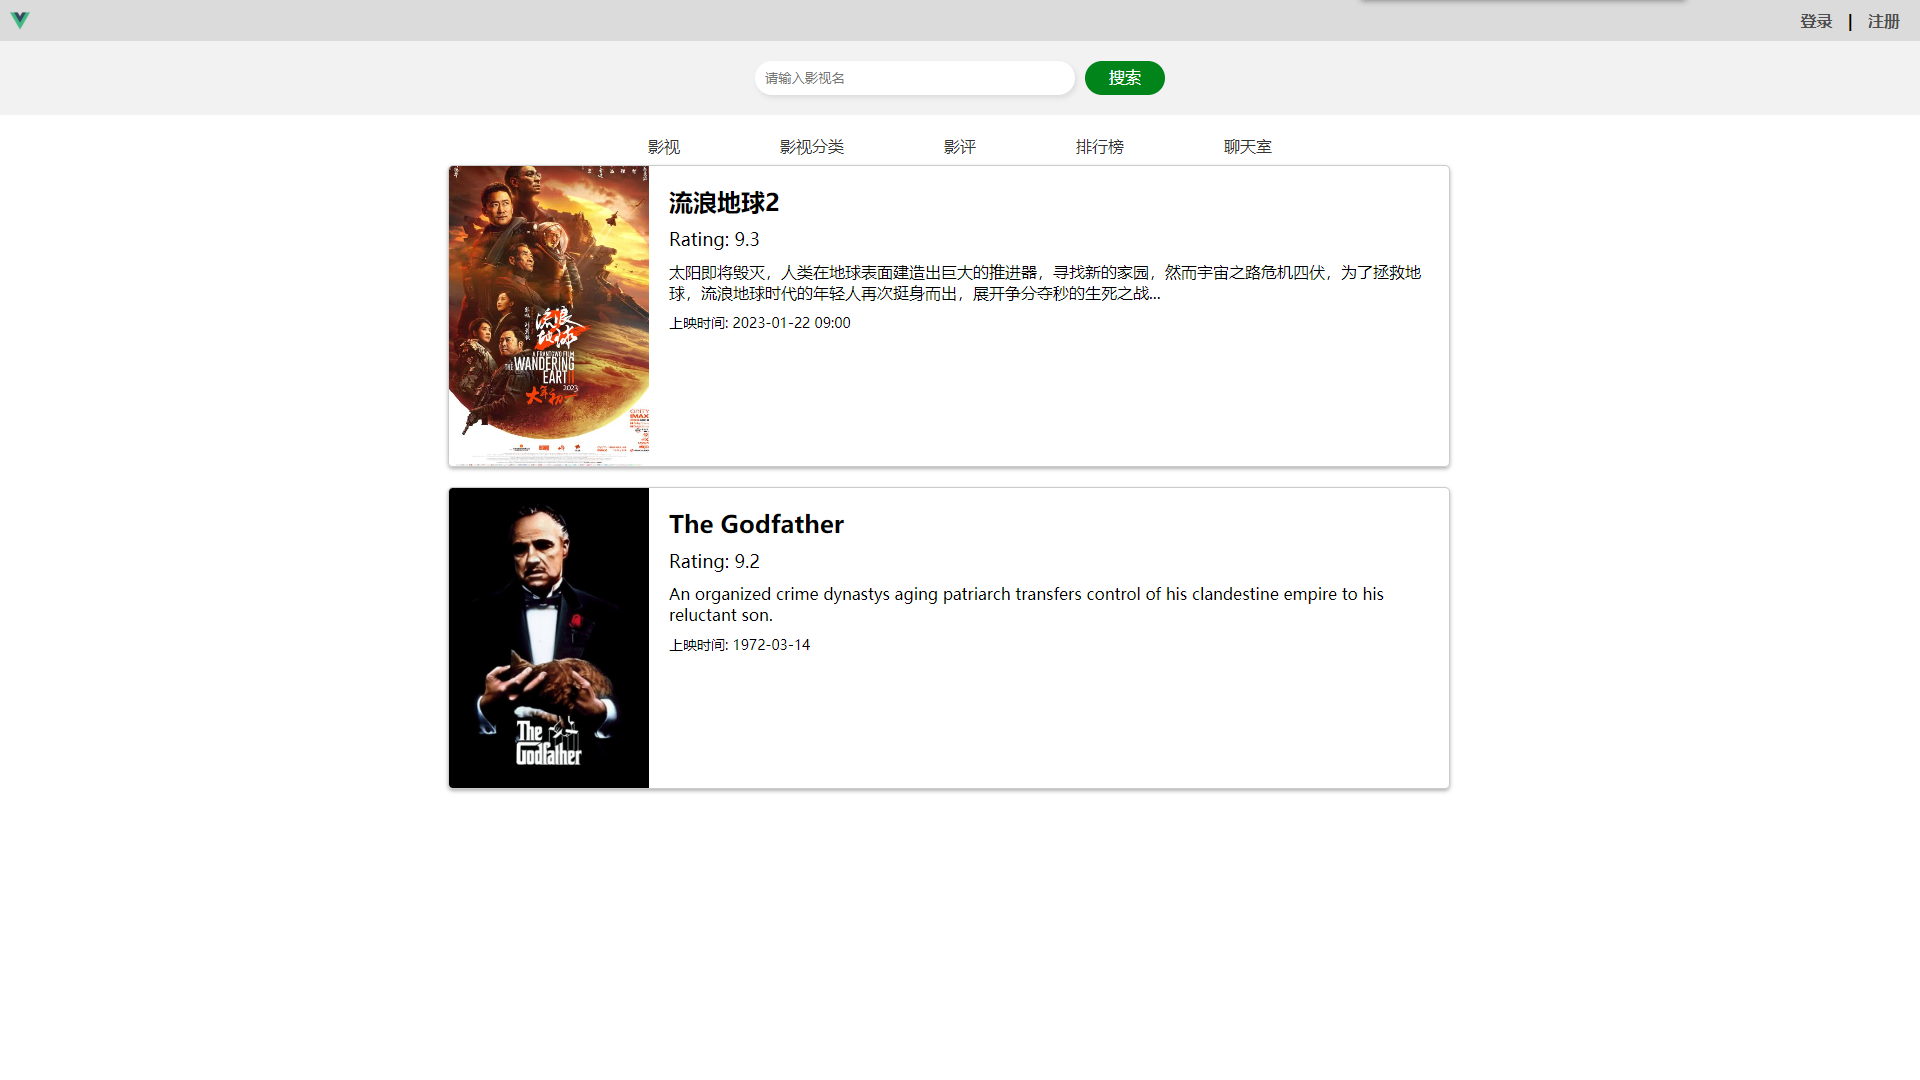 登录 | 注册
请输入影视名 搜索
影视 影视分类 影评 排行榜 聊天室
流浪地球2
Rating: 9.3
太阳即将毁灭，人类在地球表面建造出巨大的推进器，寻找新的家园，然而宇宙之路危机四伏，为了拯救地
球，流浪地球时代的年轻人再次挺身而出，展开争分夺秒的生死之战...
上映时间: 2023-01-22 09:00
流浪
地球
A FRANT GWO FILM
THE WANDERING
EARTH II
2023
大年初一
IMAX
The Godfather
Rating: 9.2
An organized crime dynastys aging patriarch transfers control of his clandestine empire to his
reluctant son.
上映时间: 1972-03-14
The
Godfather